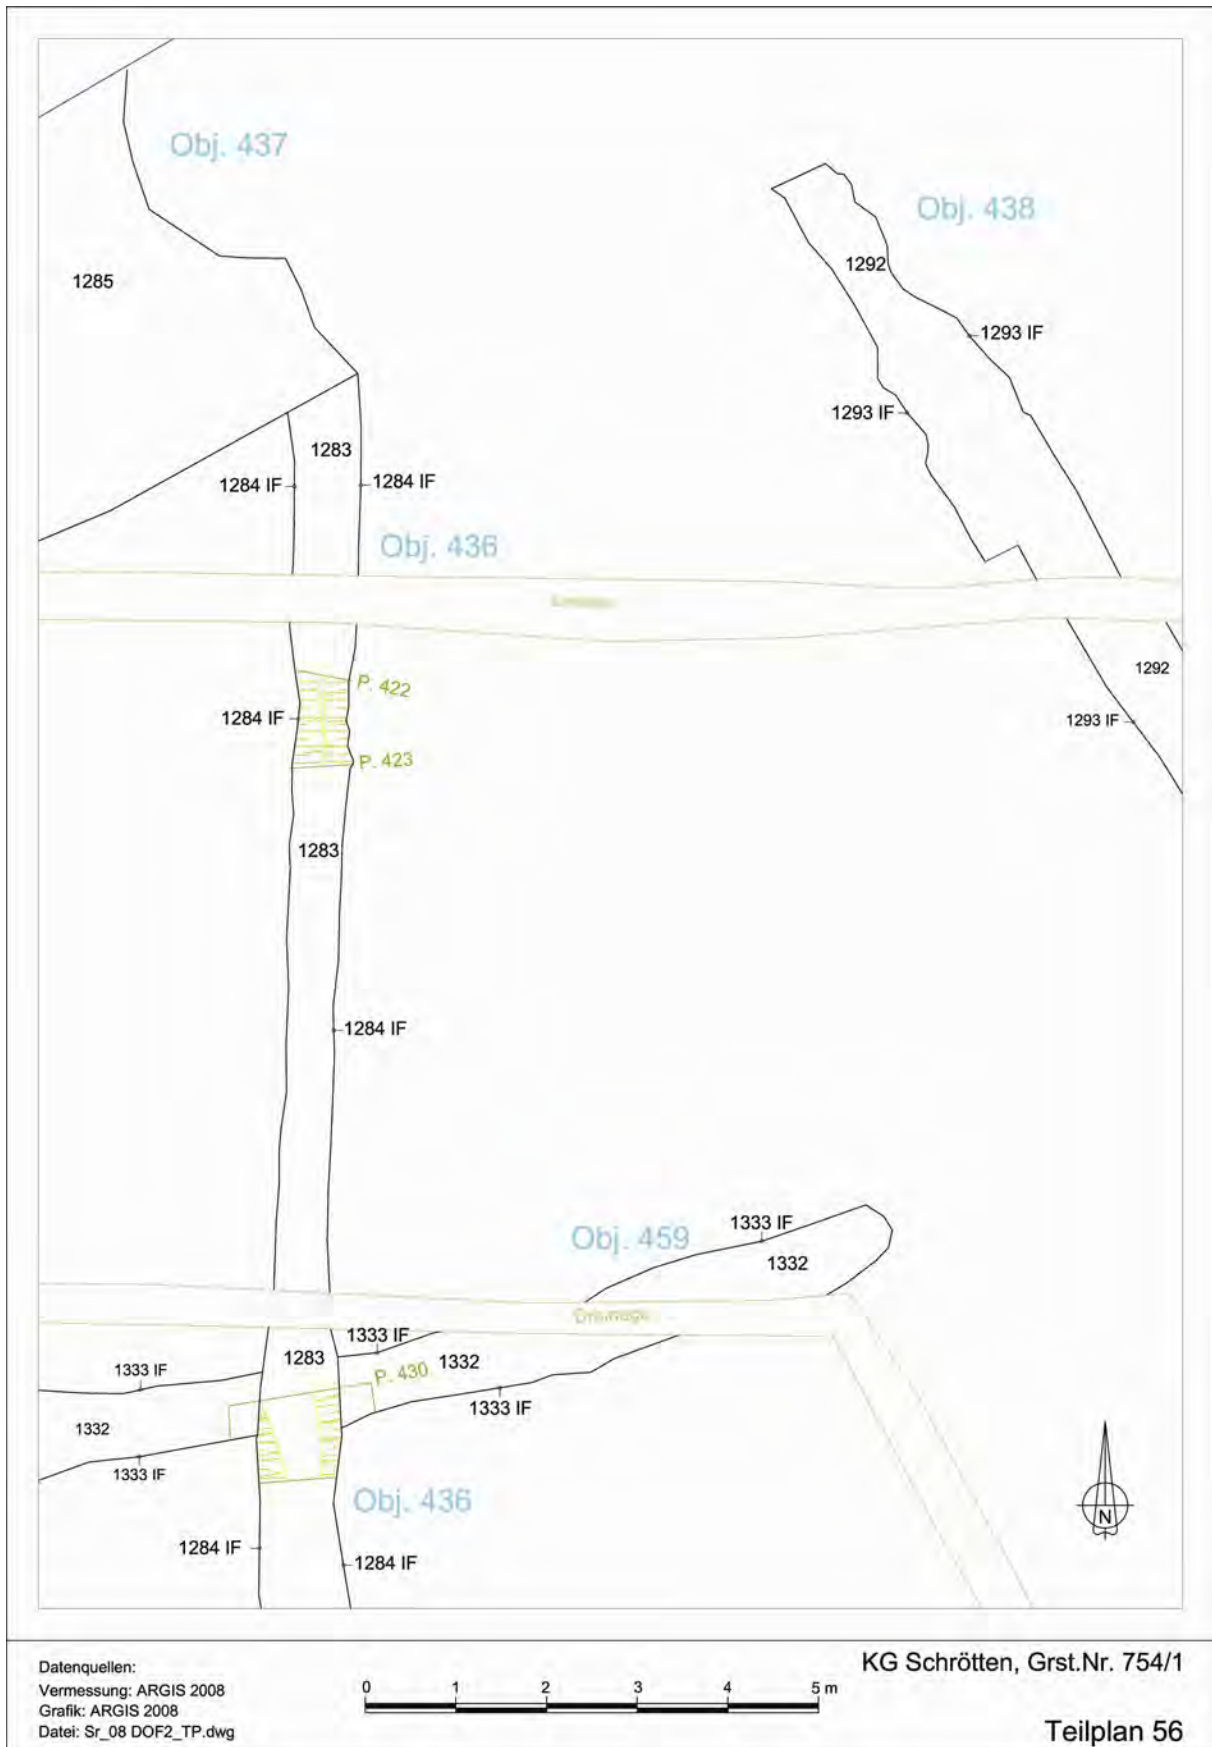 Obj. 437
Obj. 438
1292
1285
1293 IF
1293 IF
1283
1284 IF
1284 IF
Obj. 436
1292
P. 422
1284 IF
1293 IF
P. 423
1283
1284 IF
1333 IF
Obj. 459
1332
Drainage
1333 IF
1283
1332
1333 IF
P. 430
1333 IF
1332
1333 IF
Obj. 436
1284 IF
1284 IF
N
Datenquellen:
Vermessung: ARGIS 2008
Grafik: ARGIS 2008
Datei: Sr_08 DOF2_TP.dwg
0 1 2 3 4 5 m
KG Schrötten, Grst.Nr. 754/1
Teilplan 56